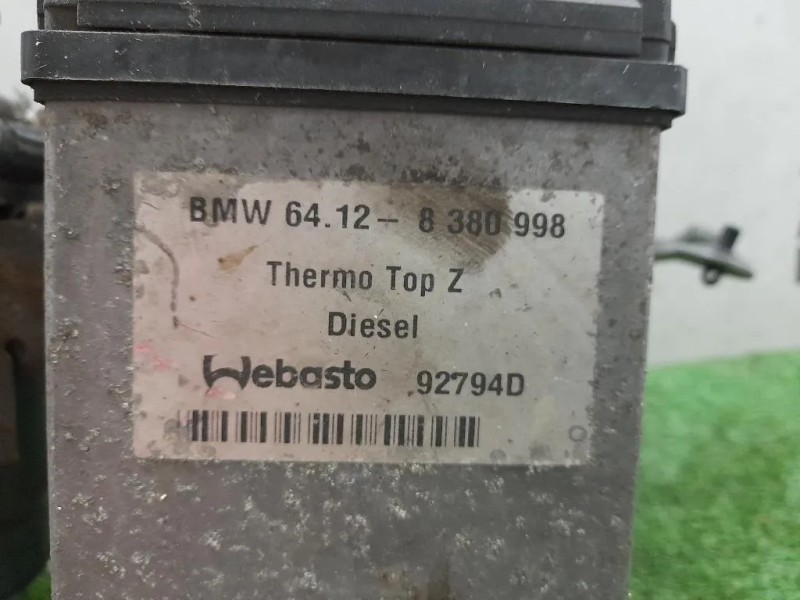 BMW 64.12 - 8 380 998
Thermo Top Z
Diesel
Webasto 92794D